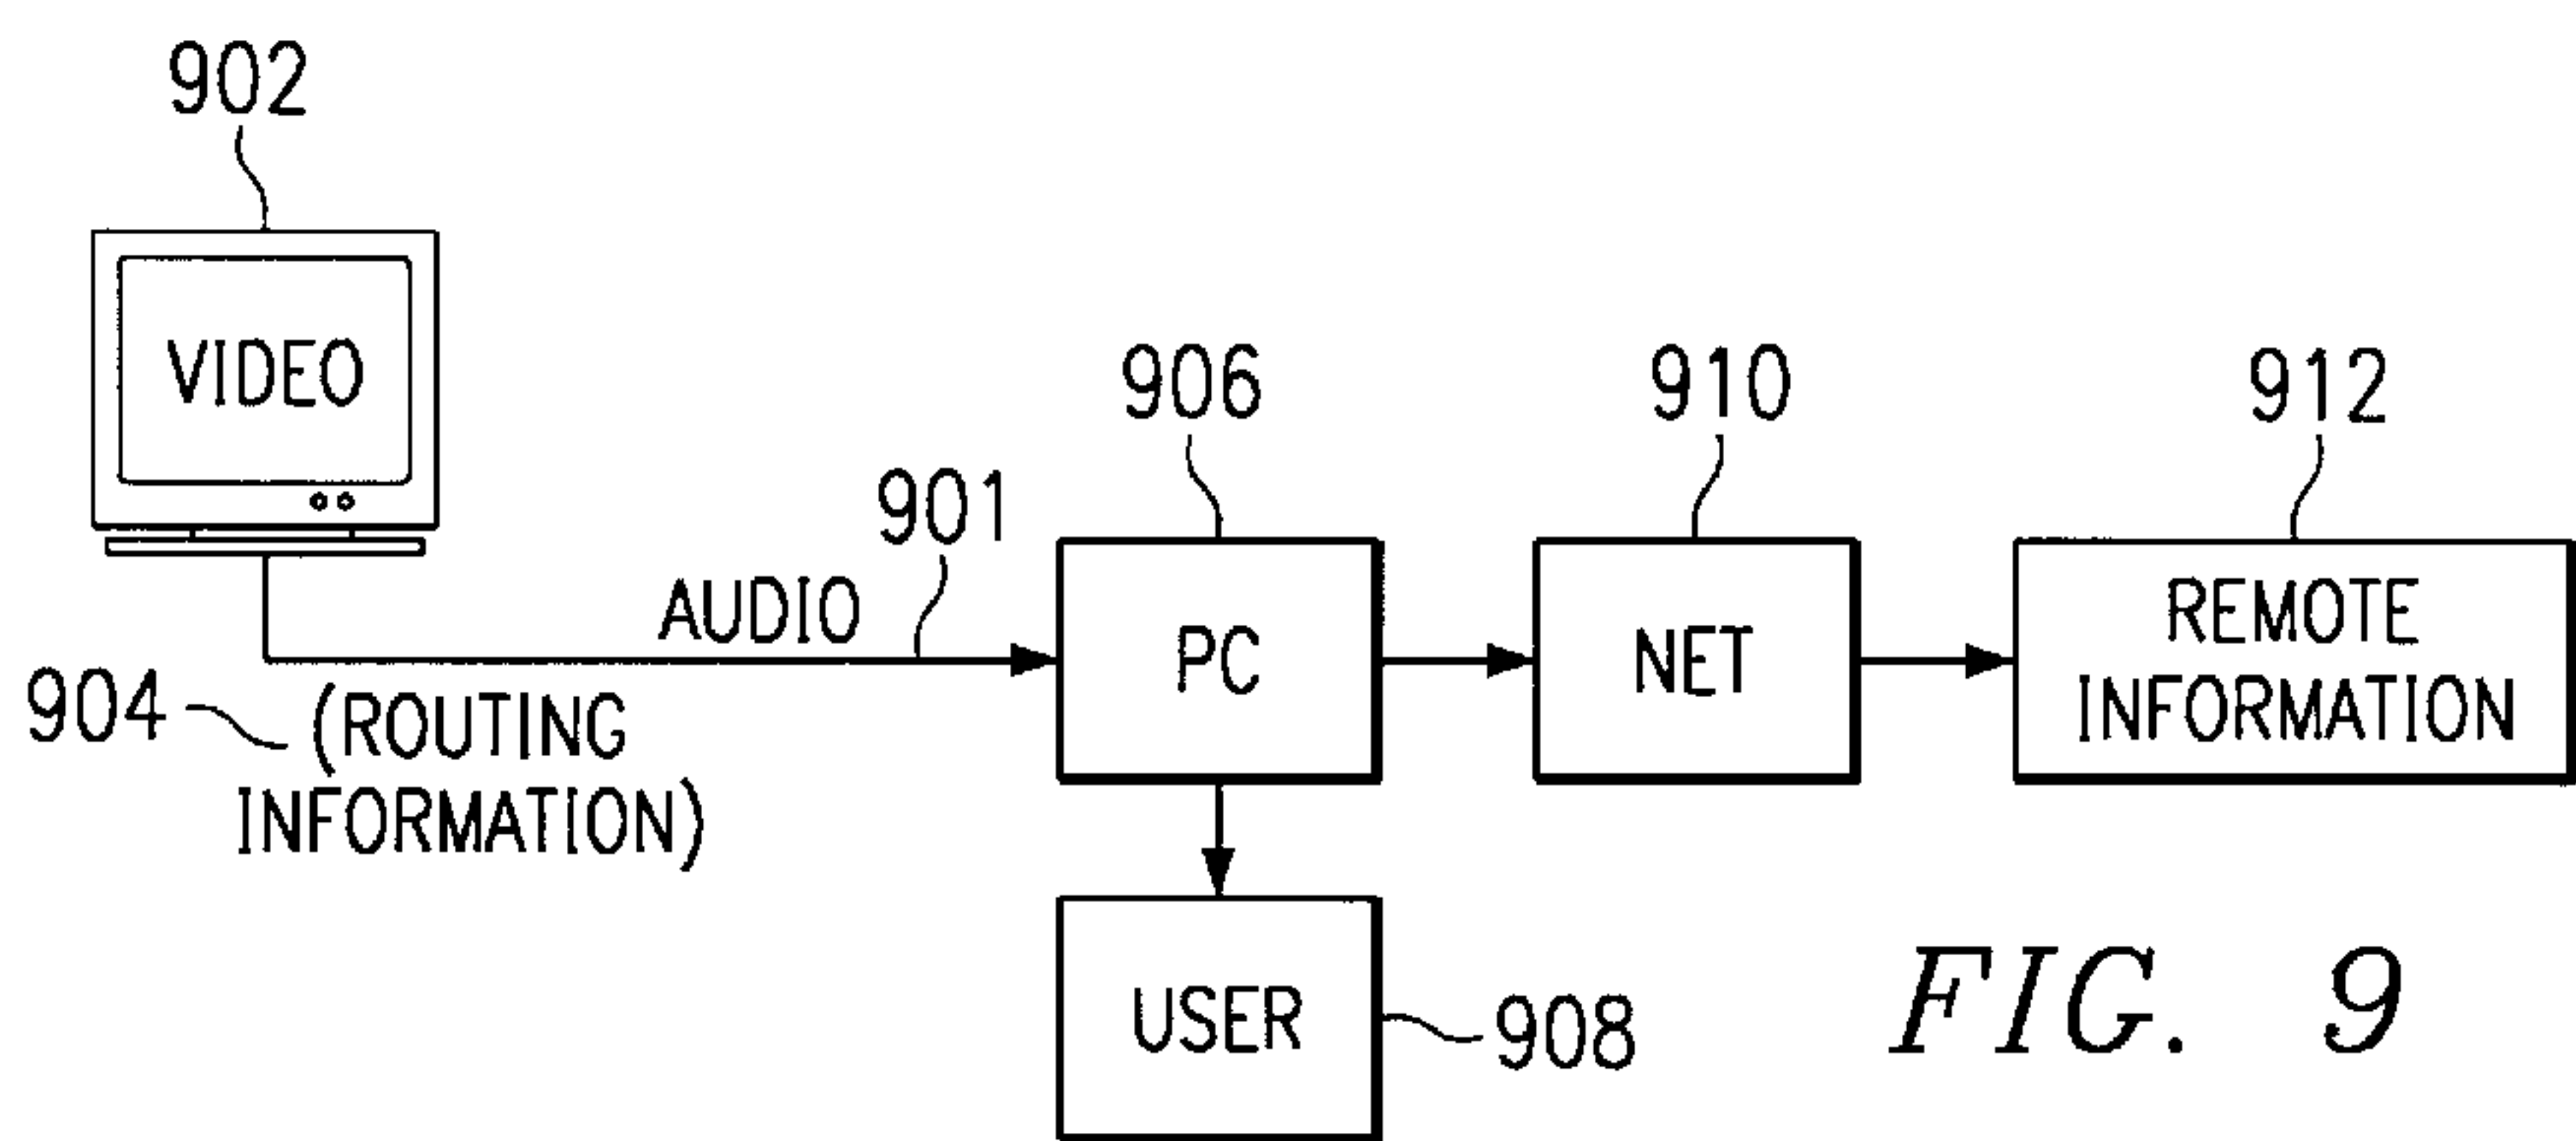 902
VIDEO
906
910
912
901
AUDIO
PC
NET
REMOTE
INFORMATION
904
(ROUTING
INFORMATION)
USER
908
FIG. 9